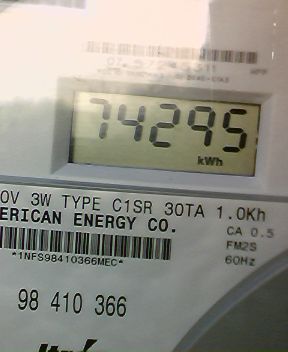 74295
kWh
0V 3W TYPE C1SR 30TA 1.0Kh
ERICAN ENERGY CO.
CA 0.5
FM2S
*1NFS98410366MEC*
60Hz
98 410 366